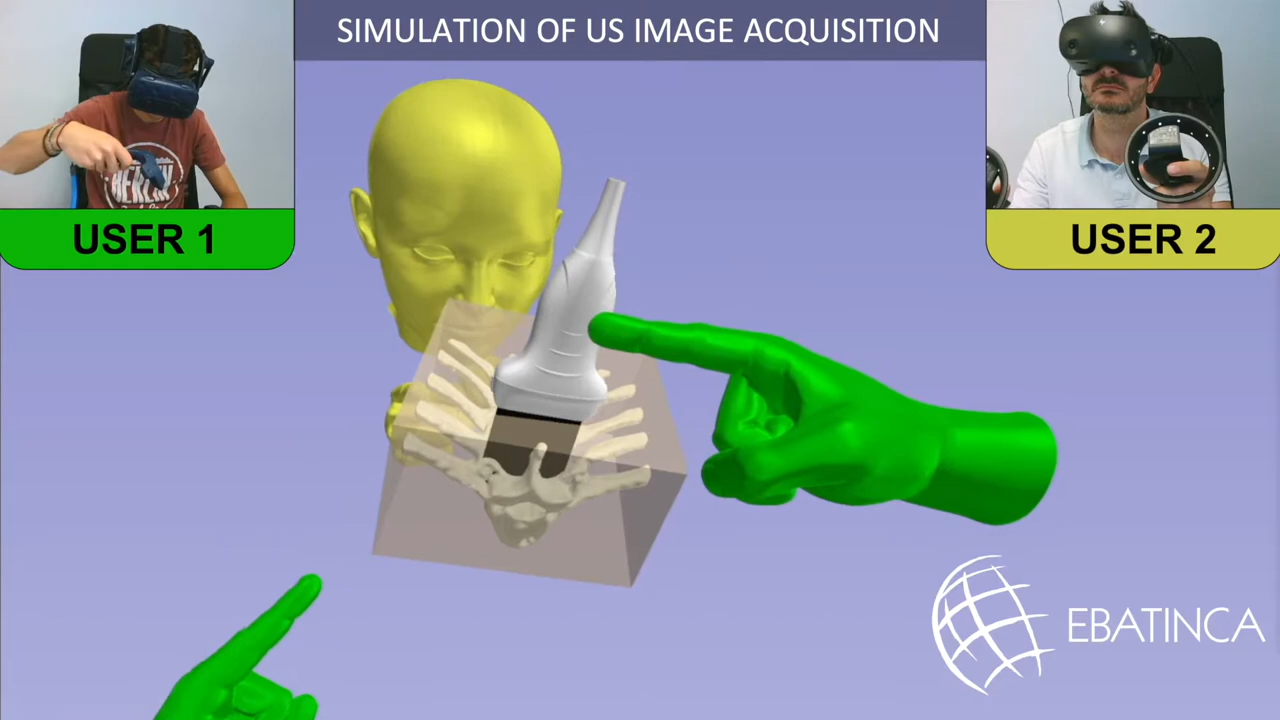 SIMULATION OF US IMAGE ACQUISITION
USER 1
USER 2
EBATINCA